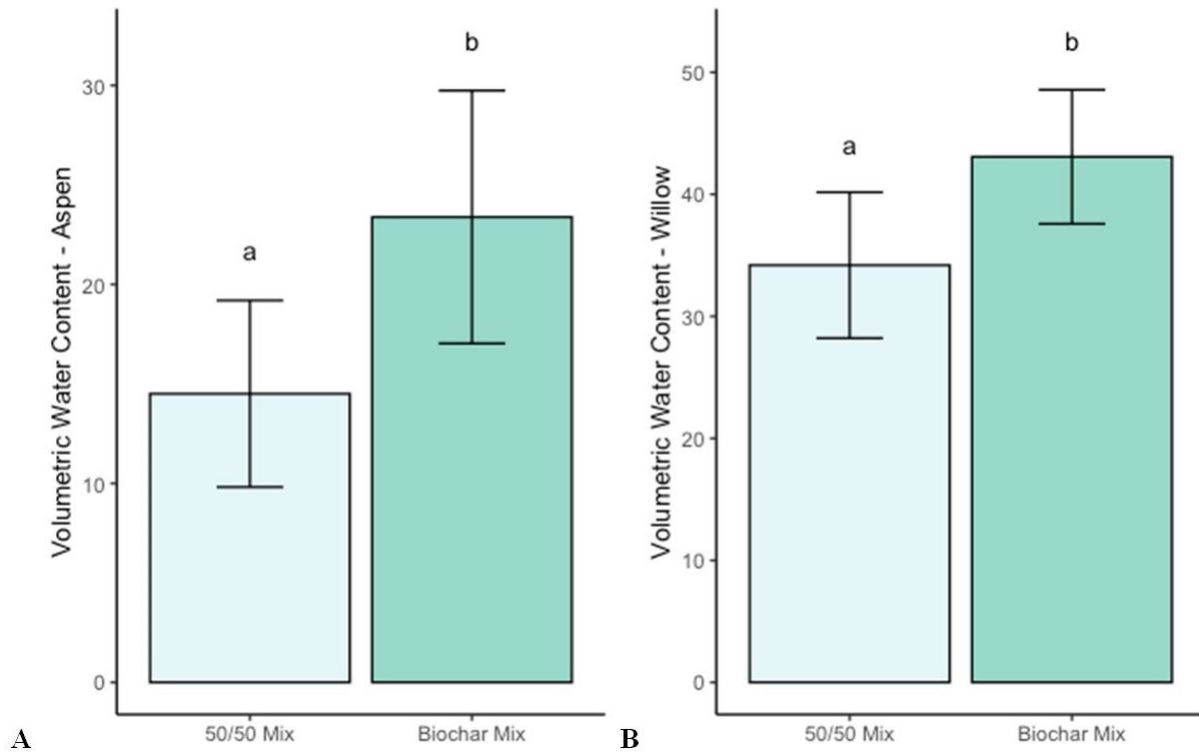 Volumetric Water Content - Aspen
30
20
10
0
a
b
50/50 Mix
Biochar Mix
A
Volumetric Water Content - Willow
50
40
30
20
10
0
a
b
50/50 Mix
Biochar Mix
B